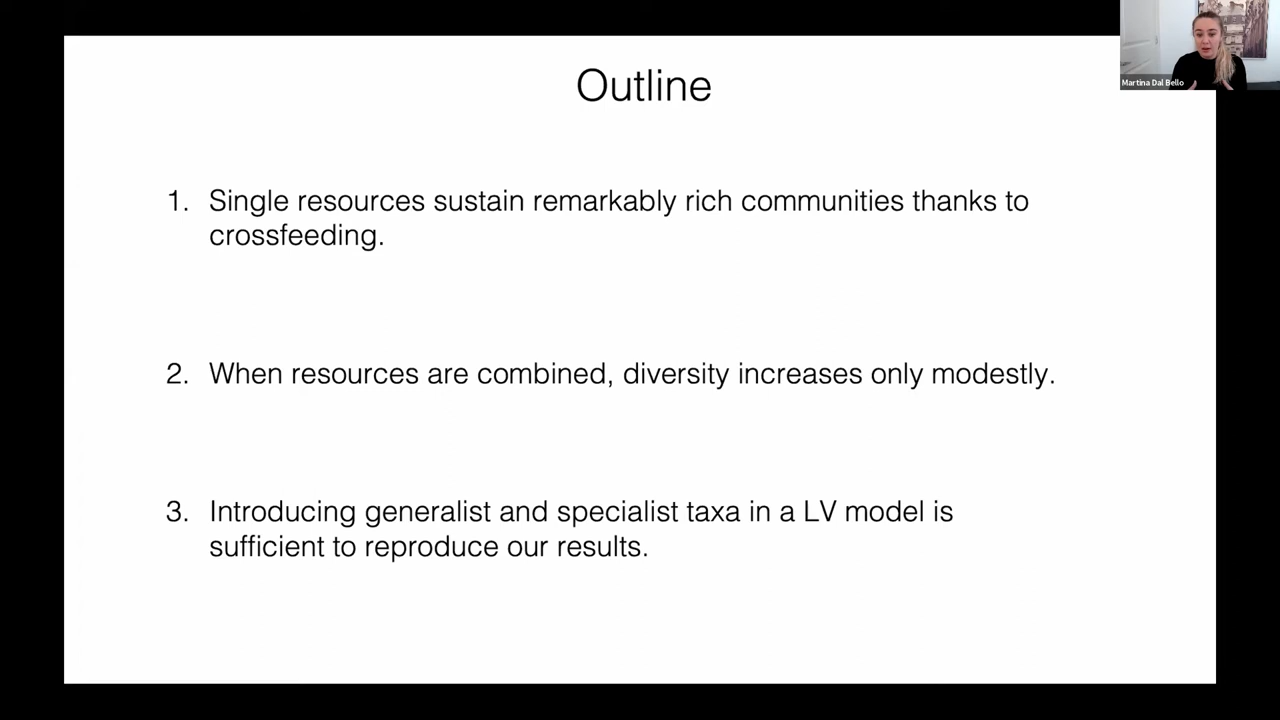 Martina Dal Bello
Outline
1. Single resources sustain remarkably rich communities thanks to
crossfeeding.
2. When resources are combined, diversity increases only modestly.
3. Introducing generalist and specialist taxa in a LV model is
sufficient to reproduce our results.